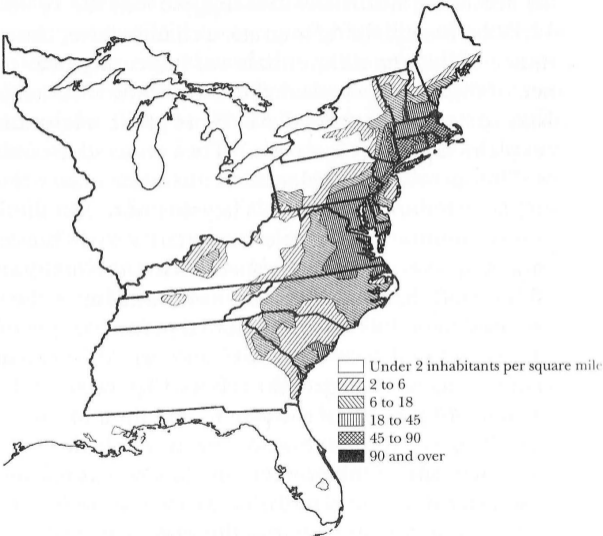 Under 2 inhabitants per square mile
2 to 6
6 to 18
18 to 45
45 to 90
90 and over